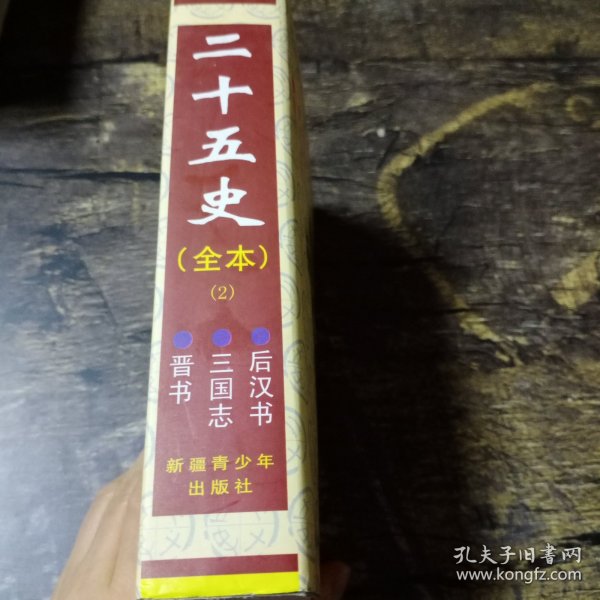 二十五史
（全本）
（2）
后汉书
三国志
晋书
新疆青少年
出版社
孔夫子旧书网
www.kongfz.com